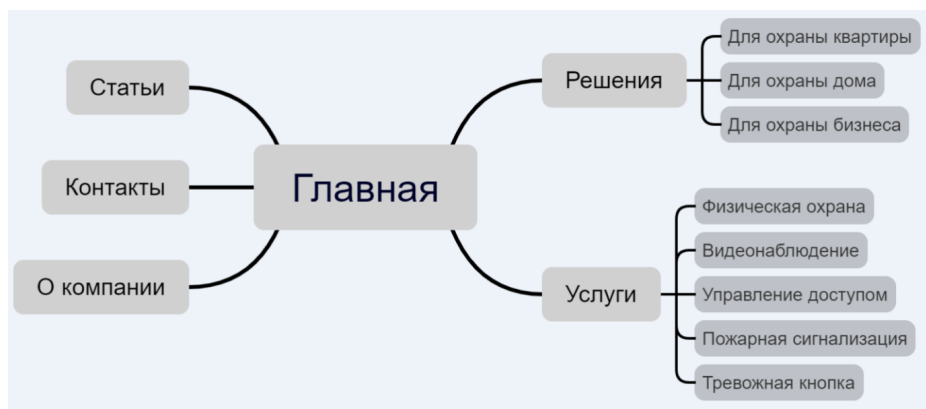 Статьи
Контакты
О компании
Главная
Решения
Для охраны квартиры
Для охраны дома
Для охраны бизнеса
Услуги
Физическая охрана
Видеонаблюдение
Управление доступом
Пожарная сигнализация
Тревожная кнопка